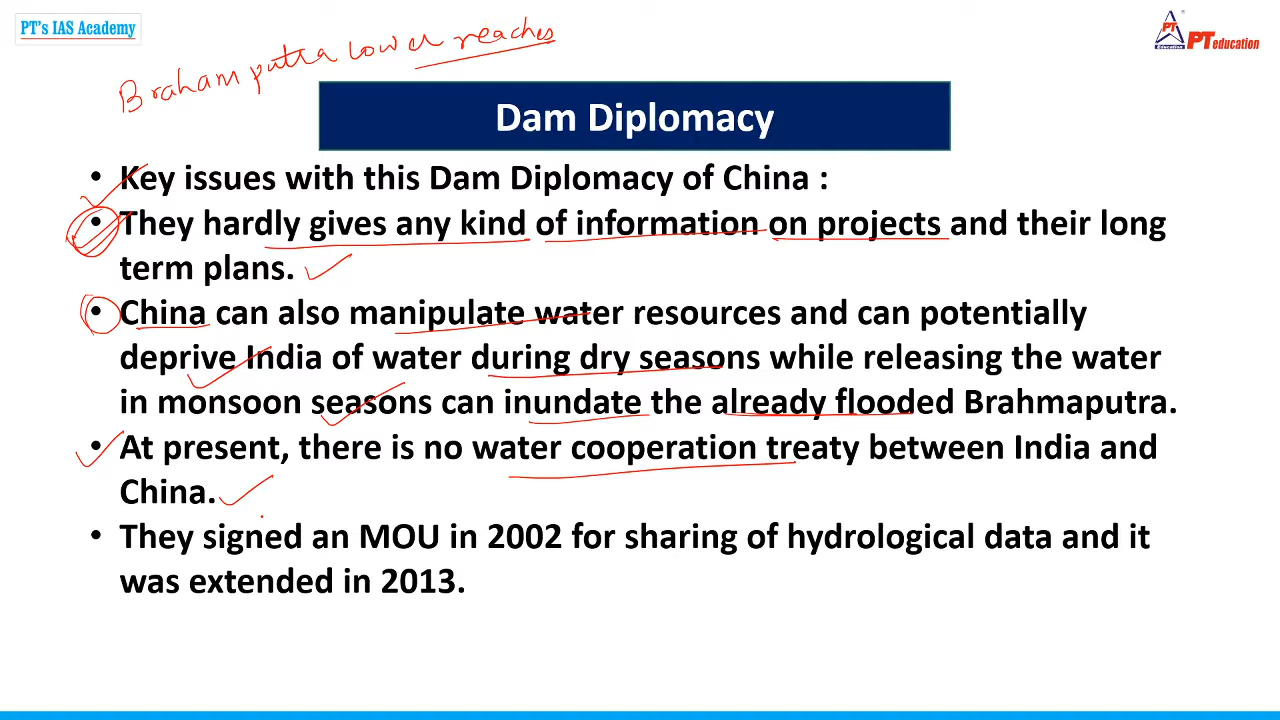 PT's IAS Academy
Brahamputra lower reaches
PT
Education
PT education
Dam Diplomacy
• Key issues with this Dam Diplomacy of China :
• They hardly gives any kind of information on projects and their long
term plans.
• China can also manipulate water resources and can potentially
deprive India of water during dry seasons while releasing the water
in monsoon seasons can inundate the already flooded Brahmaputra.
• At present, there is no water cooperation treaty between India and
China.
• They signed an MOU in 2002 for sharing of hydrological data and it
was extended in 2013.